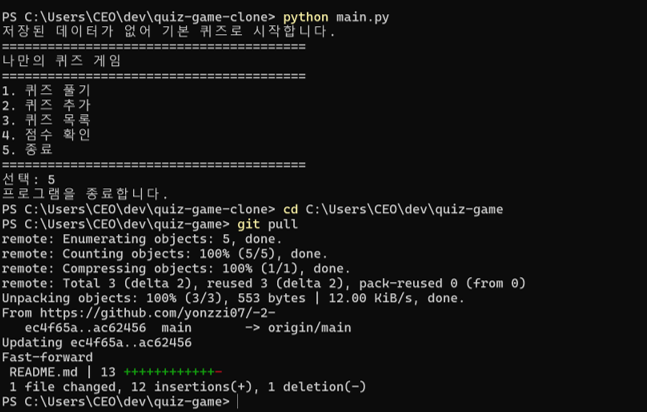 PS C:\Users\CEO\dev\quiz-game-clone> python main.py
저장된 데이터가 없어 기본 퀴즈로 시작합니다.
========================================
나만의 퀴즈 게임
========================================
1. 퀴즈 풀기
2. 퀴즈 추가
3. 퀴즈 목록
4. 점수 확인
5. 종료
========================================
선택: 5
프로그램을 종료합니다.
PS C:\Users\CEO\dev\quiz-game-clone> cd C:\Users\CEO\dev\quiz-game
PS C:\Users\CEO\dev\quiz-game> git pull
remote: Enumerating objects: 5, done.
remote: Counting objects: 100% (5/5), done.
remote: Compressing objects: 100% (1/1), done.
remote: Total 3 (delta 2), reused 3 (delta 2), pack-reused 0 (from 0)
Unpacking objects: 100% (3/3), 553 bytes | 12.00 KiB/s, done.
From https://github.com/yonzzi07/-2-
   ec4f65a..ac62456  main       -> origin/main
Updating ec4f65a..ac62456
Fast-forward
 README.md | 13 ++++++++++++-
 1 file changed, 12 insertions(+), 1 deletion(-)
PS C:\Users\CEO\dev\quiz-game>